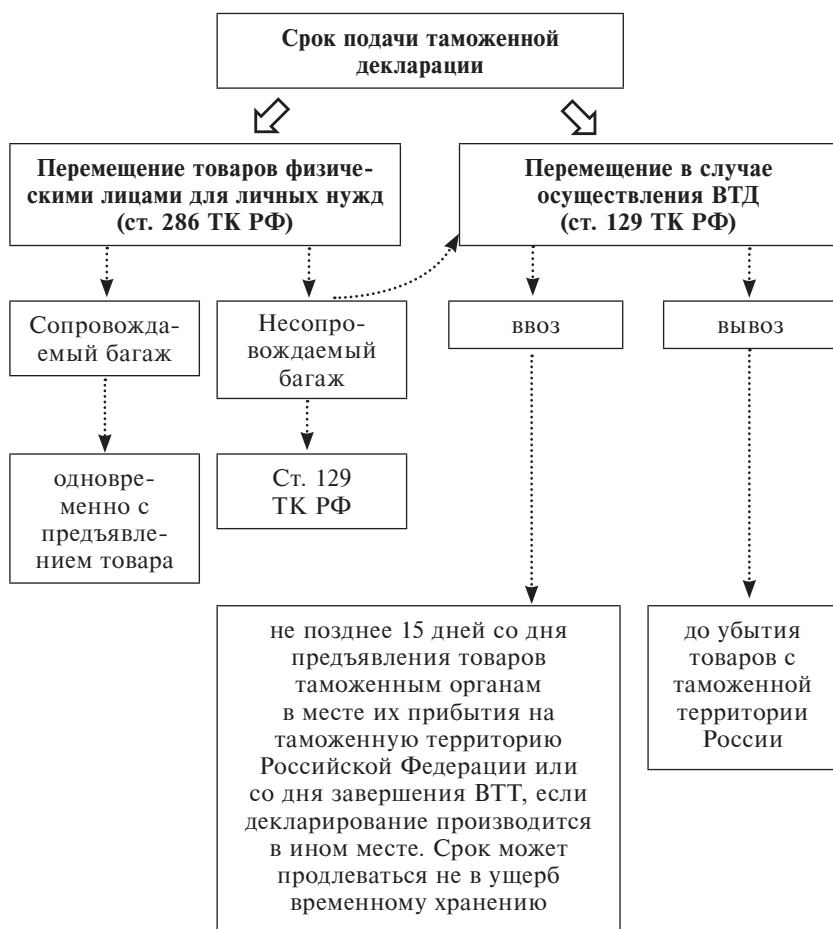 Срок подачи таможенной
декларации
Перемещение товаров физиче-
скими лицами для личных нужд
(ст. 286 ТК РФ)
Перемещение в случае
осуществления ВТД
(ст. 129 ТК РФ)
Сопровожда-
емый багаж
Несопро-
вождаемый
багаж
ввоз
вывоз
одновре-
менно с
предъявле-
нием товара
Ст. 129
ТК РФ
не позднее 15 дней со дня
предъявления товаров
таможенным органам
в месте их прибытия на
таможенную территорию
Российской Федерации или
со дня завершения ВТТ, если
декларирование производится
в ином месте. Срок может
продлеваться не в ущерб
временному хранению
до убытия
товаров с
таможенной
территории
России